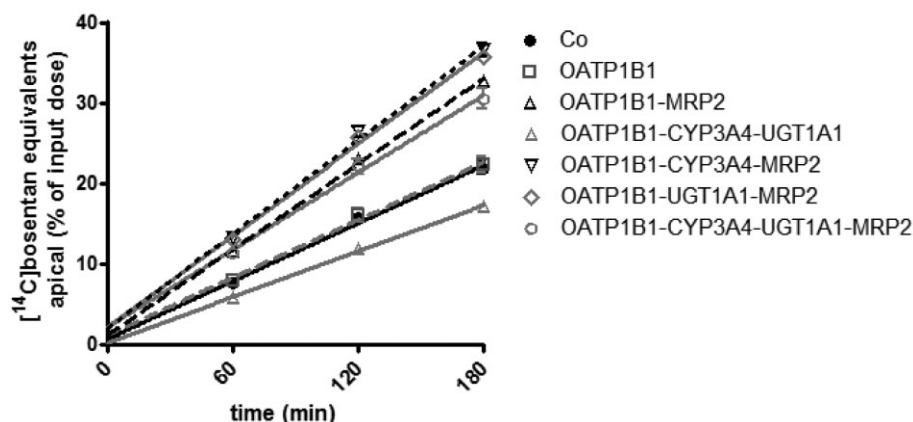 [¹⁴C]bosentan equivalents
apical (% of input dose)
40
30
20
10
0
0
60
120
180
time (min)
Co
OATP1B1
OATP1B1-MRP2
OATP1B1-CYP3A4-UGT1A1
OATP1B1-CYP3A4-MRP2
OATP1B1-UGT1A1-MRP2
OATP1B1-CYP3A4-UGT1A1-MRP2